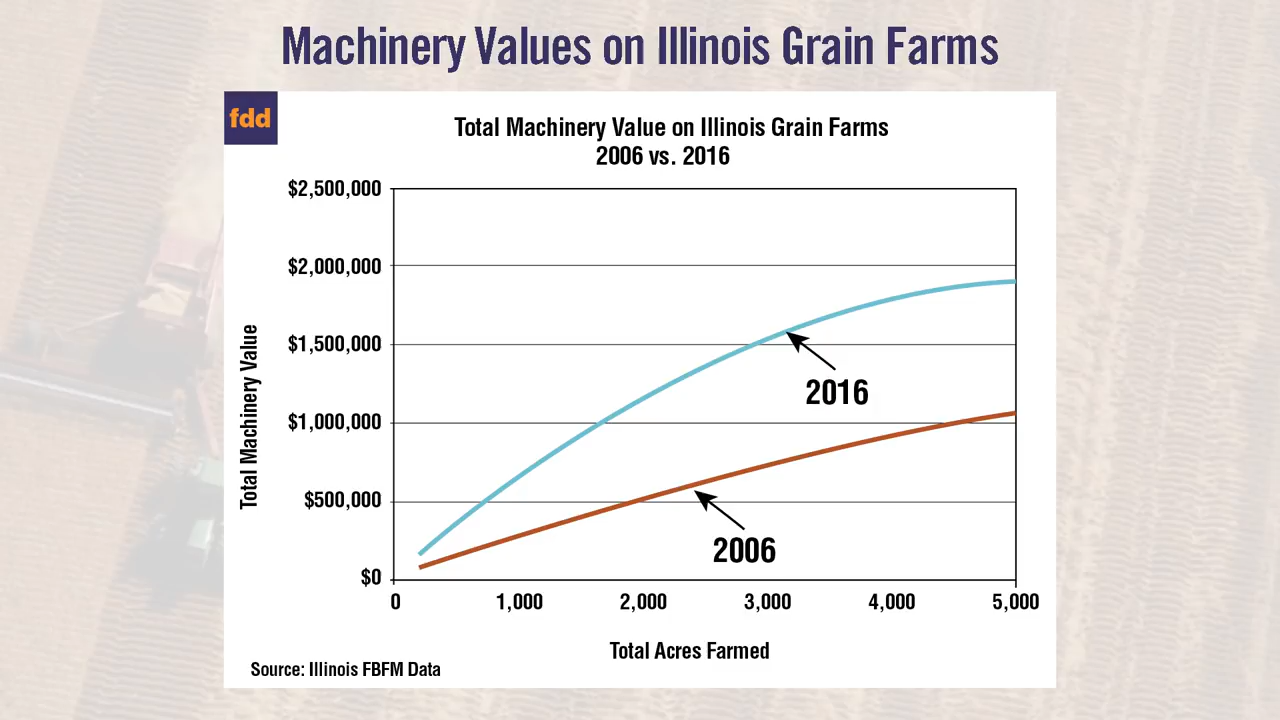 Machinery Values on Illinois Grain Farms
fdd
Total Machinery Value on Illinois Grain Farms
2006 vs. 2016
$2,500,000
$2,000,000
$1,500,000
$1,000,000
$500,000
$0
Total Machinery Value
2016
2006
0 1,000 2,000 3,000 4,000 5,000
Total Acres Farmed
Source: Illinois FBFM Data